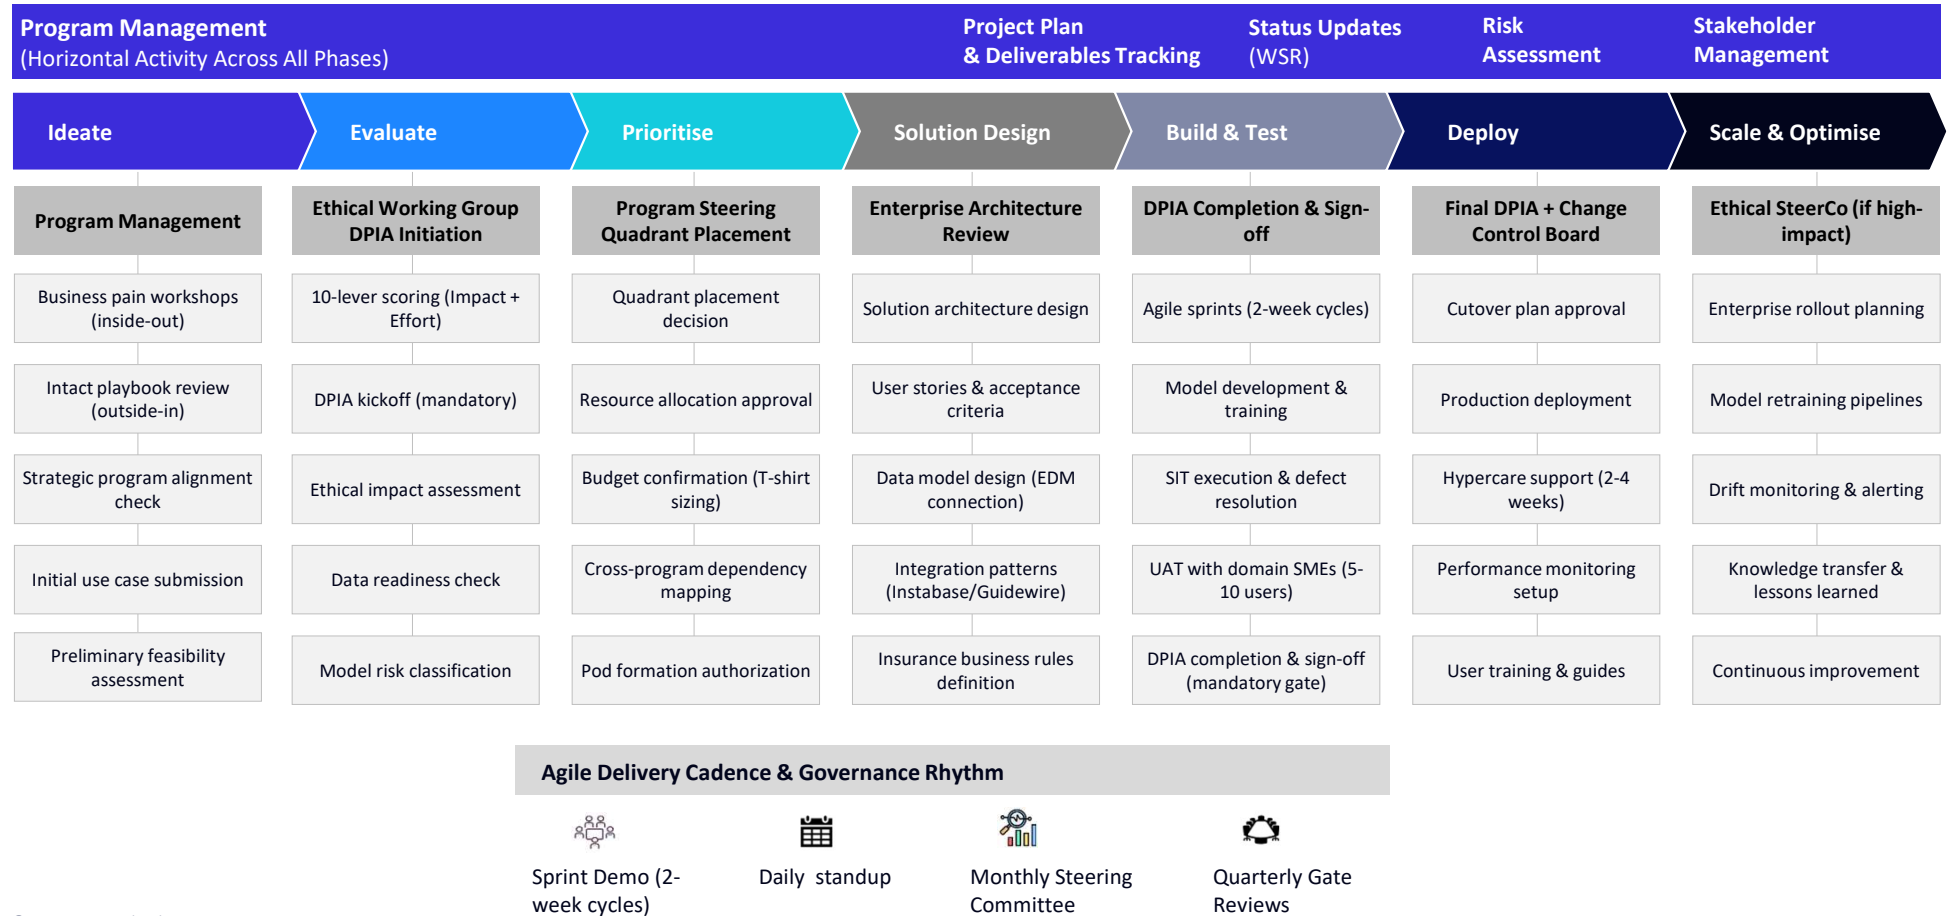 Program Management
(Horizontal Activity Across All Phases)
Project Plan
& Deliverables Tracking
Status Updates
(WSR)
Risk
Assessment
Stakeholder
Management
Ideate
Evaluate
Prioritise
Solution Design
Build & Test
Deploy
Scale & Optimise
Program Management
Ethical Working Group
DPIA Initiation
Program Steering
Quadrant Placement
Enterprise Architecture
Review
DPIA Completion & Sign-
off
Final DPIA + Change
Control Board
Ethical SteerCo (if high-
impact)
Business pain workshops
(inside-out)
10-lever scoring (Impact +
Effort)
Quadrant placement
decision
Solution architecture design
Agile sprints (2-week cycles)
Cutover plan approval
Enterprise rollout planning
Intact playbook review
(outside-in)
DPIA kickoff (mandatory)
Resource allocation approval
User stories & acceptance
criteria
Model development &
training
Production deployment
Model retraining pipelines
Strategic program alignment
check
Ethical impact assessment
Budget confirmation (T-shirt
sizing)
Data model design (EDM
connection)
SIT execution & defect
resolution
Hypercare support (2-4
weeks)
Drift monitoring & alerting
Initial use case submission
Data readiness check
Cross-program dependency
mapping
Integration patterns
(Instabase/Guidewire)
UAT with domain SMEs (5-
10 users)
Performance monitoring
setup
Knowledge transfer &
lessons learned
Preliminary feasibility
assessment
Model risk classification
Pod formation authorization
Insurance business rules
definition
DPIA completion & sign-off
(mandatory gate)
User training & guides
Continuous improvement
Agile Delivery Cadence & Governance Rhythm
Sprint Demo (2-
week cycles)
Daily standup
Monthly Steering
Committee
Quarterly Gate
Reviews